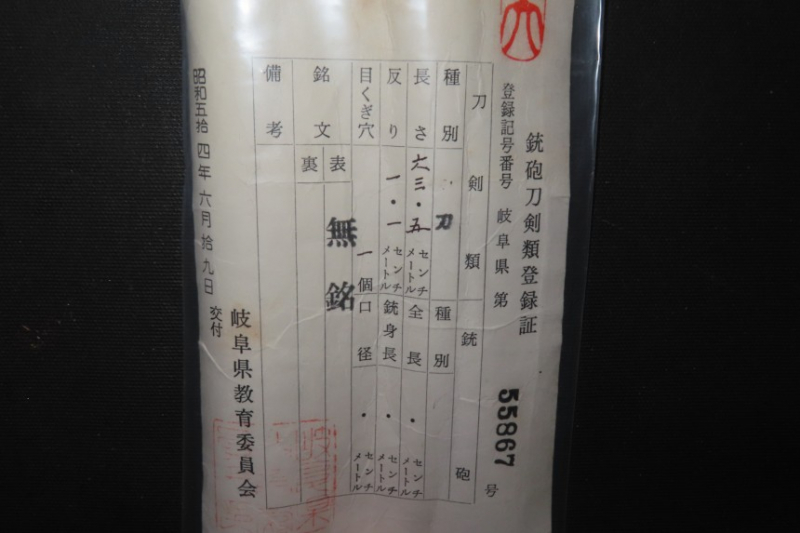 銃砲刀剣類登録証
登録記号番号 岐阜県 第 55867 号
刀剣類 銃砲
種別 R 種別
長さ 六三・五 センチメートル 全長 ・ センチメートル
反り 一・一 センチメートル 銃身長 ・ センチメートル
目くぎ穴 一個 口径 ・ センチメートル
銘文 表 無銘
裏
備考
昭和五拾四年六月拾九日 交付
岐阜県教育委員会